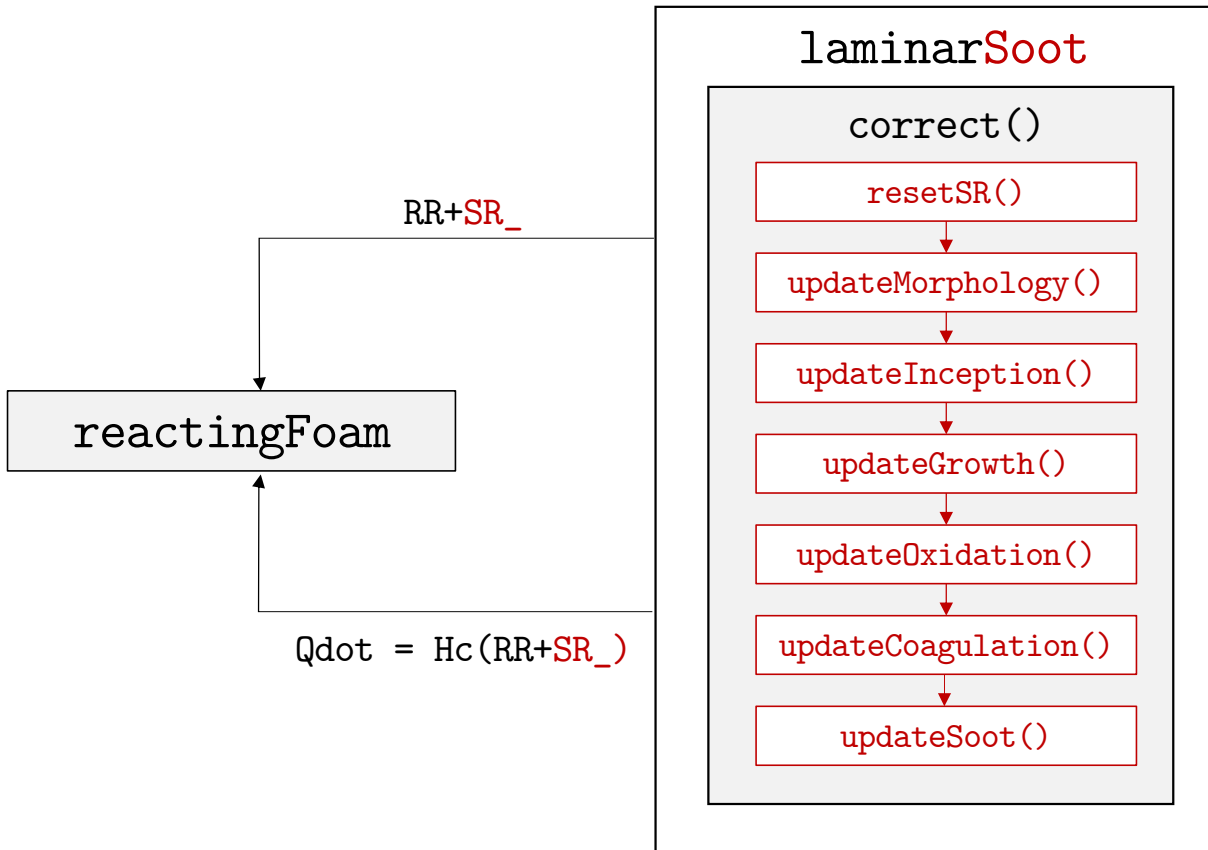 laminarSoot
correct()
resetSR()
updateMorphology()
updateInception()
updateGrowth()
updateOxidation()
updateCoagulation()
updateSoot()
RR+SR_
reactingFoam
Qdot = Hc(RR+SR_)